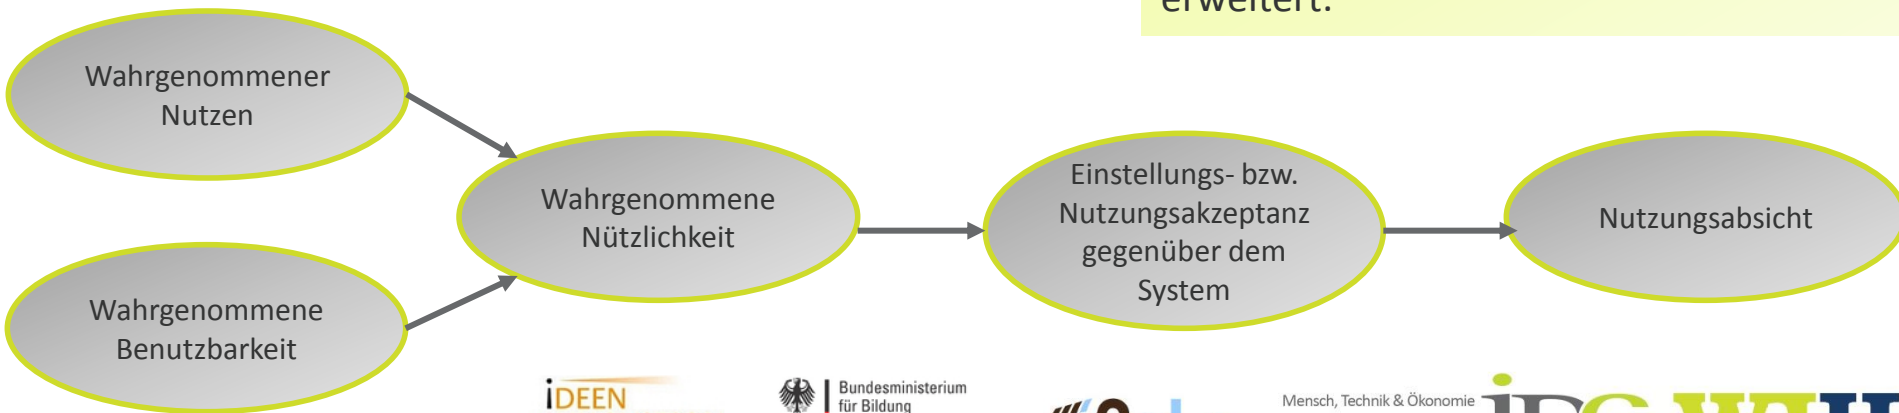 erweitert.
Wahrgenommener
Nutzen
Wahrgenommene
Benutzbarkeit
Wahrgenommene
Nützlichkeit
Einstellungs- bzw.
Nutzungsakzeptanz
gegenüber dem
System
Nutzungsabsicht
iDEEN
Bundesministerium
für Bildung
Mensch, Technik & Ökonomie